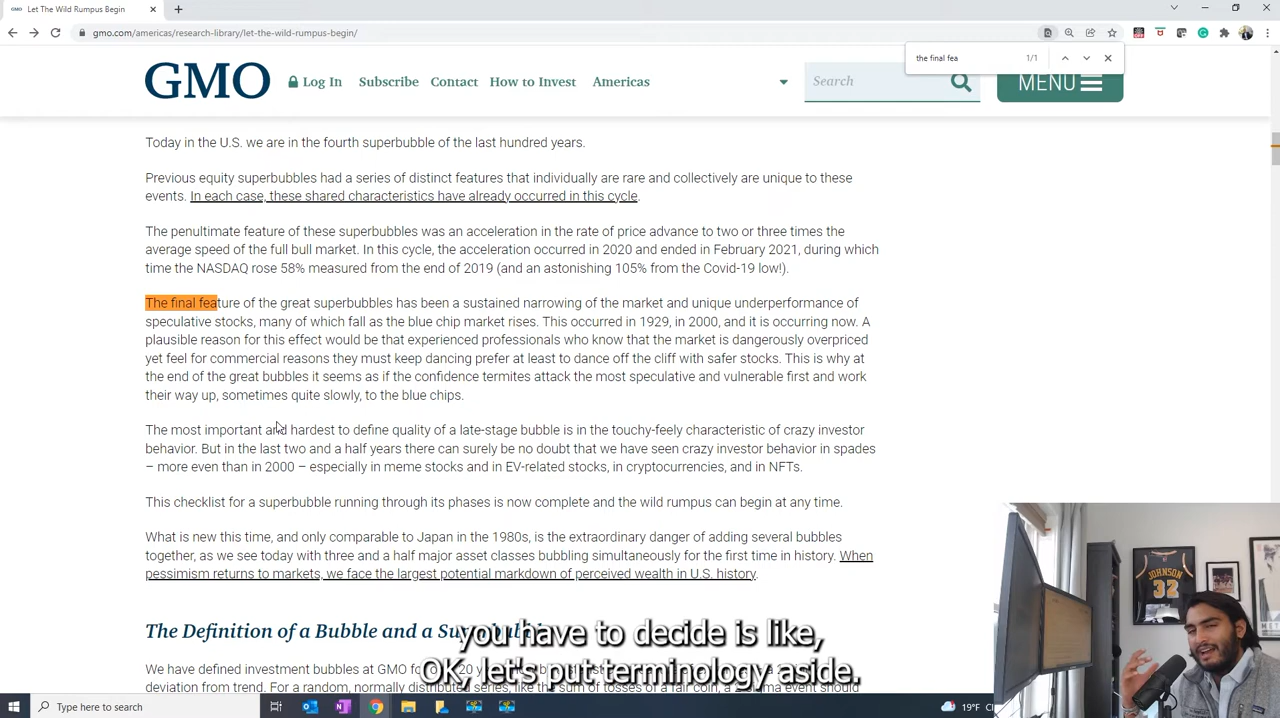 GMO Let The Wild Rumpus Begin
gmo.com/americas/research-library/let-the-wild-rumpus-begin/
the final fea 1/1
GMO Log In Subscribe Contact How to Invest Americas Search MENU
Today in the U.S. we are in the fourth superbubble of the last hundred years.
Previous equity superbubbles had a series of distinct features that individually are rare and collectively are unique to these
events. In each case, these shared characteristics have already occurred in this cycle.
The penultimate feature of these superbubbles was an acceleration in the rate of price advance to two or three times the
average speed of the full bull market. In this cycle, the acceleration occurred in 2020 and ended in February 2021, during which
time the NASDAQ rose 58% measured from the end of 2019 (and an astonishing 105% from the Covid-19 low!).
The final feature of the great superbubbles has been a sustained narrowing of the market and unique underperformance of
speculative stocks, many of which fall as the blue chip market rises. This occurred in 1929, in 2000, and it is occurring now. A
plausible reason for this effect would be that experienced professionals who know that the market is dangerously overpriced
yet feel for commercial reasons they must keep dancing prefer at least to dance off the cliff with safer stocks. This is why at
the end of the great bubbles it seems as if the confidence termites attack the most speculative and vulnerable first and work
their way up, sometimes quite slowly, to the blue chips.
The most important and hardest to define quality of a late-stage bubble is in the touchy-feely characteristic of crazy investor
behavior. But in the last two and a half years there can surely be no doubt that we have seen crazy investor behavior in spades
– more even than in 2000 – especially in meme stocks and in EV-related stocks, in cryptocurrencies, and in NFTs.
This checklist for a superbubble running through its phases is now complete and the wild rumpus can begin at any time.
What is new this time, and only comparable to Japan in the 1980s, is the extraordinary danger of adding several bubbles
together, as we see today with three and a half major asset classes bubbling simultaneously for the first time in history. When
pessimism returns to markets, we face the largest potential markdown of perceived wealth in U.S. history.
JOHNSON
32
The Definition of a Bubble and a
you have to decide is like,
OK, let's put terminology aside.
We have defined investment bubbles at GMO
deviation from trend. For a random, normally distributed series, like the sum of tosses of a fair coin, a event should
Type here to search
19°F